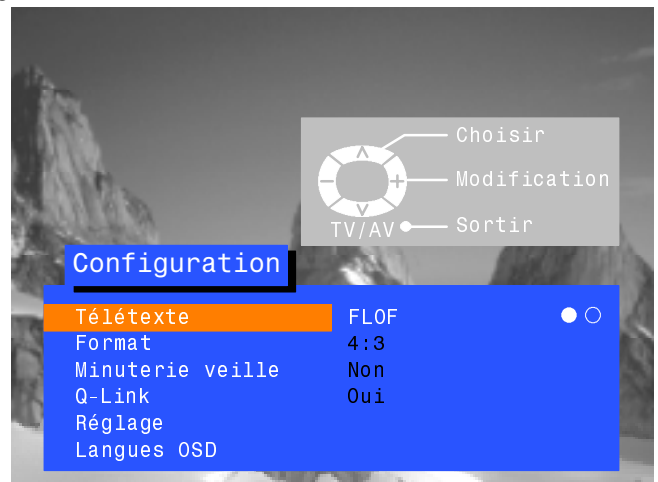 Choisir
Modification
TV/AV Sortir
Configuration
Télétexte FLOF
Format 4:3
Minuterie veille Non
Q-Link Oui
Réglage
Langues OSD